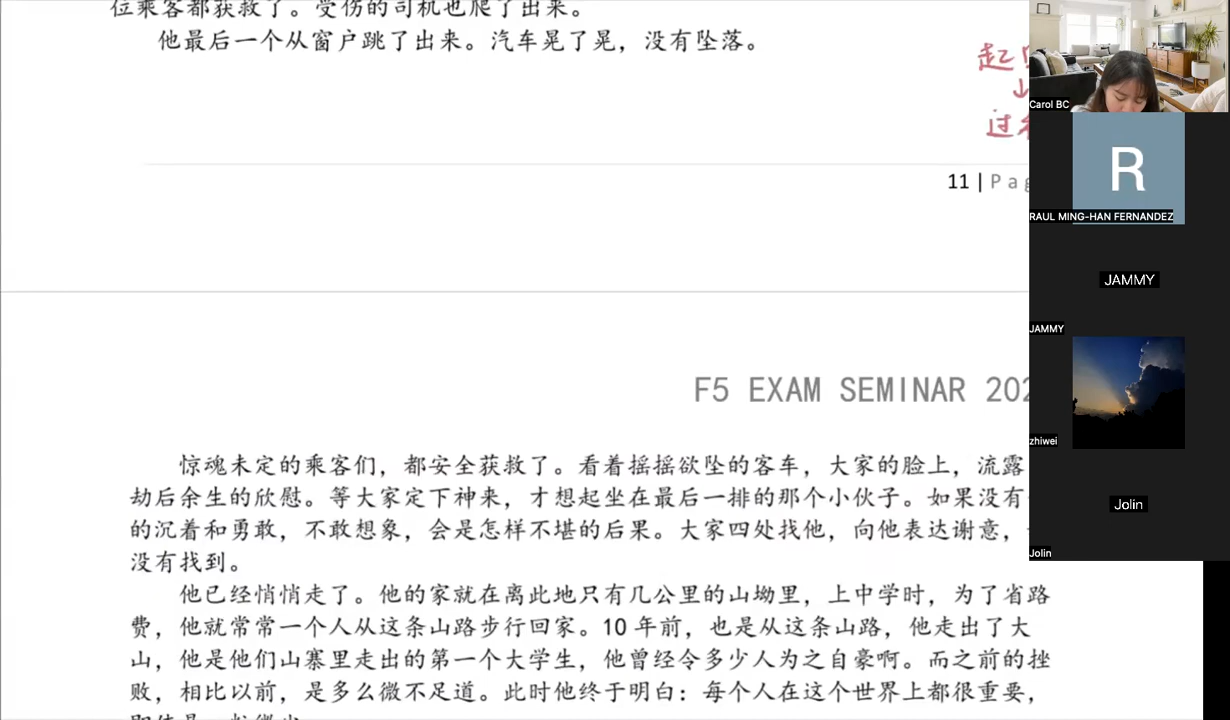 位乘客都获救了。受伤的司机也爬了出来。
他最后一个从窗户跳了出来。汽车晃了晃，没有坠落。
起
山
过
11 | Pag
F5 EXAM SEMINAR 202
惊魂未定的乘客们，都安全获救了。看着摇摇欲坠的客车，大家的脸上，流露
劫后余生的欣慰。等大家定下神来，才想起坐在最后一排的那个小伙子。如果没有
的沉着和勇敢，不敢想象，会是怎样不堪的后果。大家四处找他，向他表达谢意，
没有找到。
他已经悄悄走了。他的家就在离此地只有几公里的山坳里，上中学时，为了省路
费，他就常常一个人从这条山路步行回家。10 年前，也是从这条山路，他走出了大
山，他是他们山寨里走出的第一个大学生，他曾经令多少人为之自豪啊。而之前的挫
败，相比以前，是多么微不足道。此时他终于明白：每个人在这个世界上都很重要，
Carol BC
R
RAUL MING-HAN FERNANDEZ
JAMMY
JAMMY
zhiwei
Jolin
Jolin